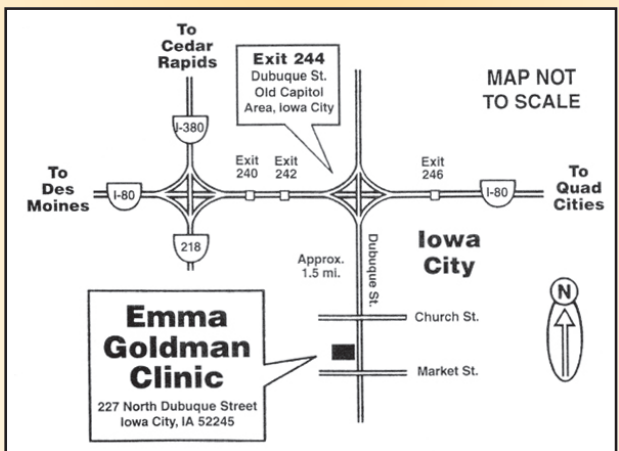 To
Cedar
Rapids
Exit 244
Dubuque St.
Old Capitol
Area, Iowa City
MAP NOT
TO SCALE
I-380
To
Des
Moines
I-80
Exit
240
Exit
242
Exit
246
I-80
To
Quad
Cities
218
Approx.
1.5 mi.
Dubuque St.
Iowa
City
Church St.
N
Emma
Goldman
Clinic
227 North Dubuque Street
Iowa City, IA 52245
Market St.